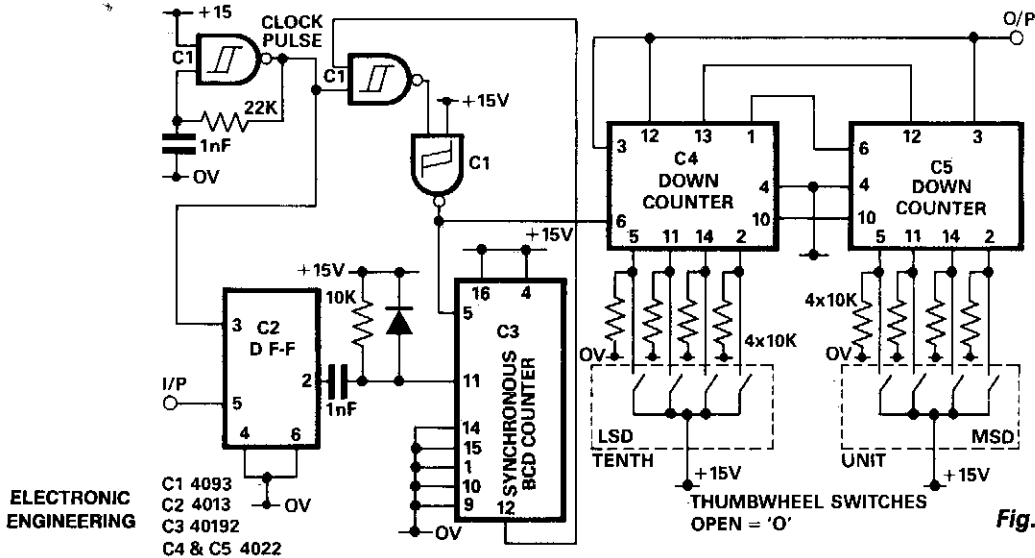 +15
CLOCK
PULSE
C1
22K
1nF
OV
C1
+15V
C1
O/P
3
12
13
1
C4
DOWN
COUNTER
4
10
6
5
11
14
2
12
3
6
C5
4
DOWN
COUNTER
10
5
11
14
2
+15V
16
4
5
C3
SYNCHRONOUS
BCD COUNTER
11
14
15
1
10
9
12
OV
+15V
10K
3
C2
D F-F
2
1nF
I/P
5
4
6
OV
OV
4x10K
4x10K
OV
LSD
TENTH
+15V
MSD
UNIT
+15V
THUMBWHEEL SWITCHES
OPEN = 'O'
ELECTRONIC
ENGINEERING
C1 4093
C2 4013
C3 40192
C4 & C5 4022
Fig.